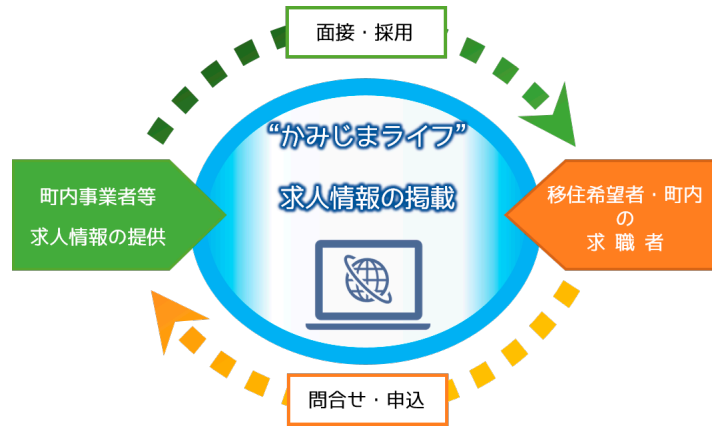 面接・採用
“かみじまライフ”
求人情報の掲載
町内事業者等
求人情報の提供
移住希望者・町内
の
求 職 者
問合せ・申込